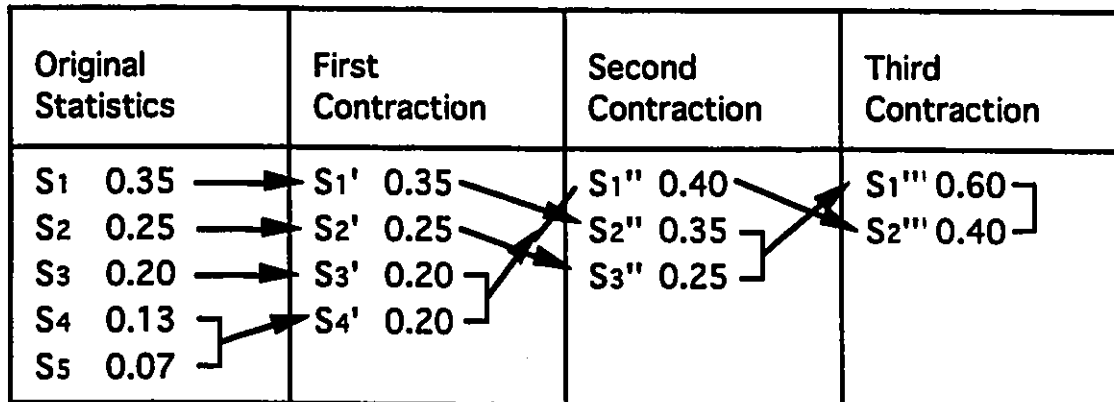 Original Statistics
First Contraction
Second Contraction
Third Contraction
S1 0.35
S2 0.25
S3 0.20
S4 0.13
S5 0.07
S1' 0.35
S2' 0.25
S3' 0.20
S4' 0.20
S1'' 0.40
S2'' 0.35
S3'' 0.25
S1''' 0.60
S2''' 0.40